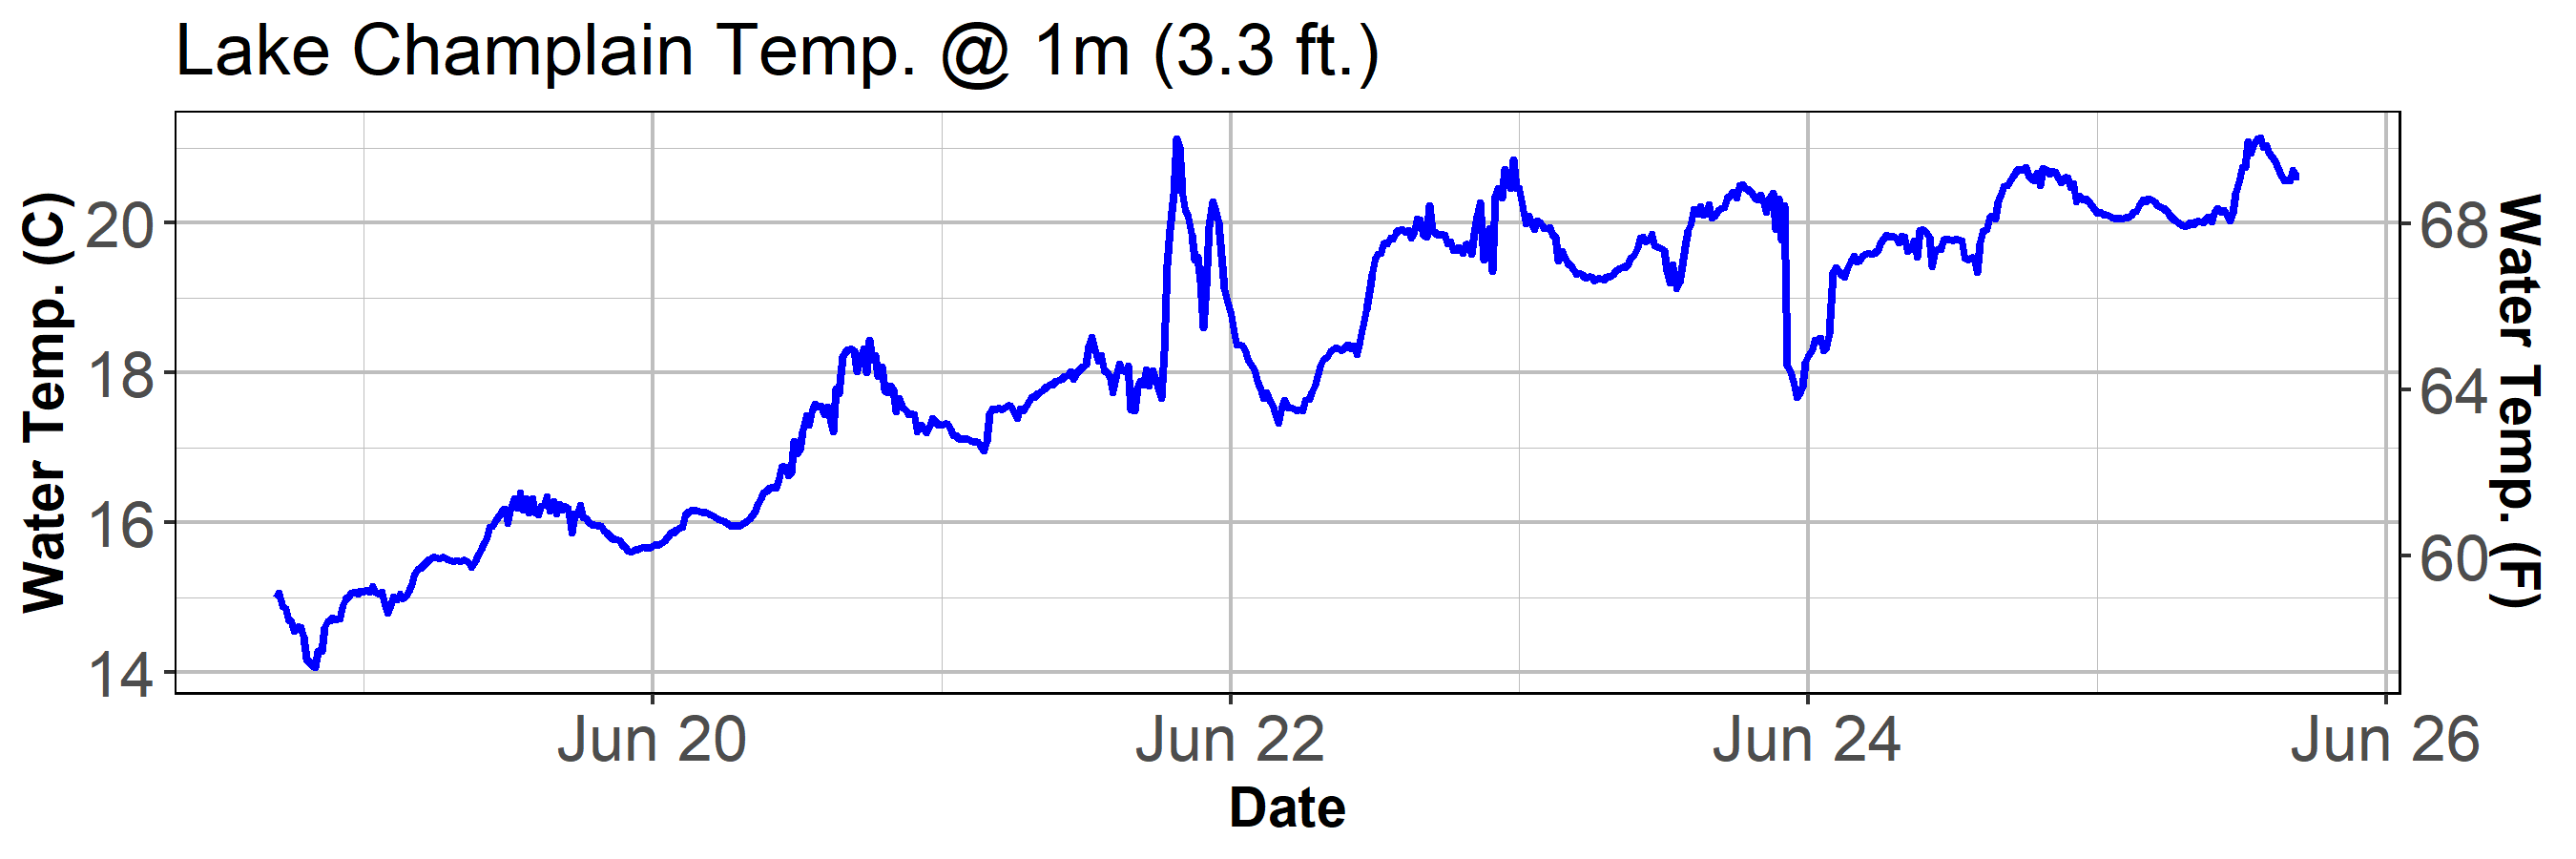 Lake Champlain Temp. @ 1m (3.3 ft.)
Water Temp. (C)
20
18
16
14
68
64
60
Water Temp. (F)
Jun 20
Jun 22
Jun 24
Jun 26
Date